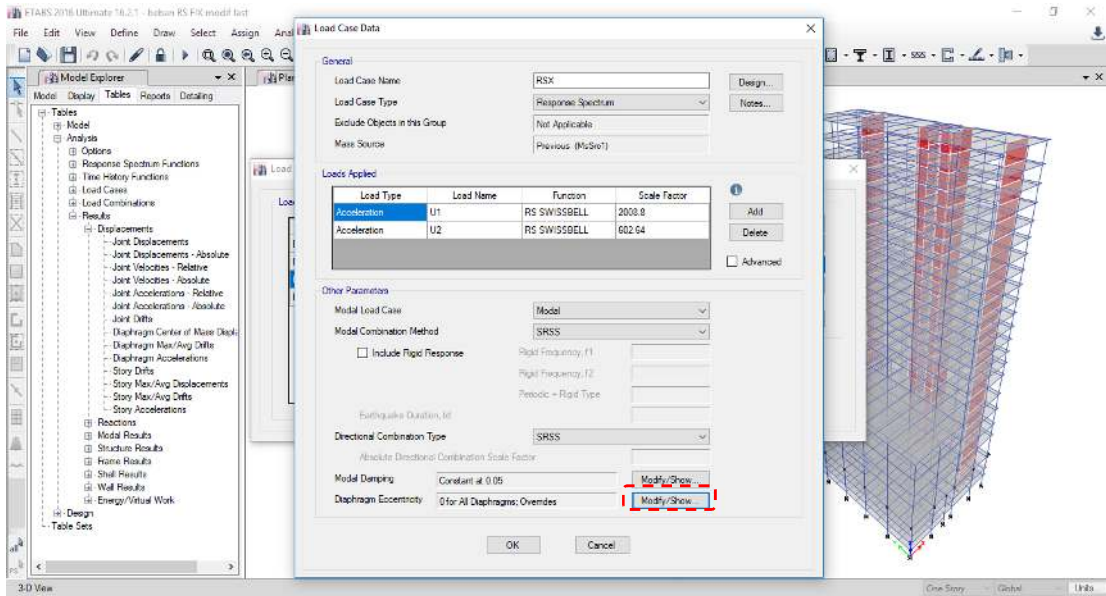 ETABS 2016 Ultimate 16.2.1 - hatsan RS FIX modif fast
File Edit View Define Draw Select Assign
Model Explorer
Model Display Tables Reports Detailing
Tables
Model
Analysis
Options
Response Spectrum Functions
Time History Functions
Load Cases
Load Combinations
Results
Displacements
Joint Displacements
Joint Displacements - Absolute
Joint Velocities - Relative
Joint Velocities - Absolute
Joint Accelerations - Relative
Joint Accelerations - Absolute
Joint Drifts
Diaphragm Center of Mass Displa
Diaphragm Max/Avg Drifts
Diaphragm Accelerations
Story Drifts
Story Max/Avg Displacements
Story Max/Avg Drifts
Story Accelerations
Reactions
Modal Results
Structure Results
Frame Results
Shell Results
Wall Results
Energy/Virtual Work
Design
Table Sets
Load Case Data
General
Load Case Name RSX Design...
Load Case Type Response Spectrum Notes...
Exclude Objects in this Group Not Applicable
Mass Source Previous (MsSrc1)
Loads Applied
Load Type Load Name Function Scale Factor
Acceleration U1 RS SWISSBELL 2008.8 Add
Acceleration U2 RS SWISSBELL 602.64 Delete
Advanced
Other Parameters
Modal Load Case Modal
Modal Combination Method SRSS
Include Rigid Response Rigid Frequency, f1
Rigid Frequency, f2
Periodic + Rigid Type
Earthquake Duration, td
Directional Combination Type SRSS
Absolute Directional Combination Scale Factor
Modal Damping Constant at 0.05 Modify/Show...
Diaphragm Eccentricity 0 for All Diaphragms; Overrides Modify/Show...
OK Cancel
3-D View One Story Global Units